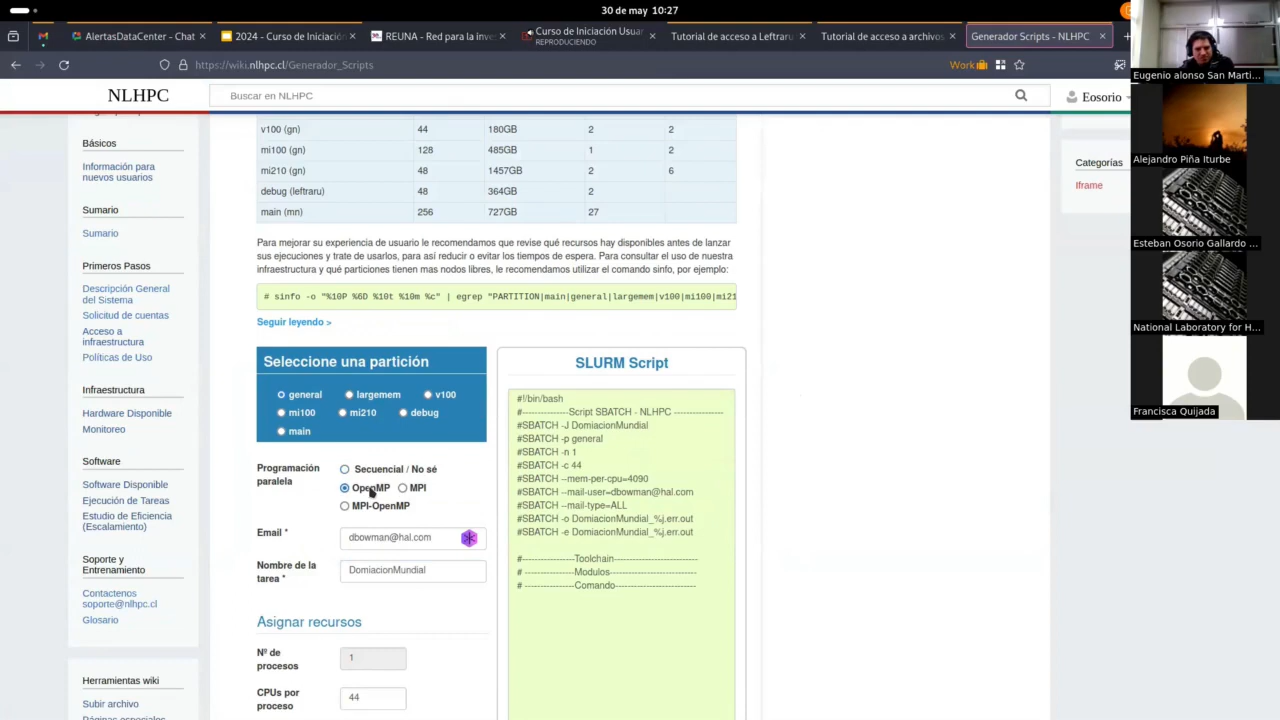 30 de may 10:27
AlertasDataCenter - Chat
2024 - Curso de Iniciación
REUNA - Red para la inves
Curso de Iniciación Usuar
REPRODUCIENDO
Tutorial de acceso a Leftraru
Tutorial de acceso a archivos
Generador Scripts - NLHPC
https://wiki.nlhpc.cl/Generador_Scripts
Work
NLHPC
Buscar en NLHPC
Eosorio
Básicos
Información para
nuevos usuarios
Sumario
Sumario
Primeros Pasos
Descripción General
del Sistema
Solicitud de cuentas
Acceso a
infraestructura
Políticas de Uso
Infraestructura
Hardware Disponible
Monitoreo
Software
Software Disponible
Ejecución de Tareas
Estudio de Eficiencia
(Escalamiento)
Soporte y
Entrenamiento
Contactenos
soporte@nlhpc.cl
Glosario
Herramientas wiki
Subir archivo
Páginas especiales
v100 (gn) 44 180GB 2 2
mi100 (gn) 128 485GB 1 2
mi210 (gn) 48 1457GB 2 6
debug (leftraru) 48 364GB 2
main (mn) 256 727GB 27
Para mejorar su experiencia de usuario le recomendamos que revise qué recursos hay disponibles antes de lanzar
sus ejecuciones y trate de usarlos, para así reducir o evitar los tiempos de espera. Para consultar el uso de nuestra
infraestructura y qué particiones tienen mas nodos libres, le recomendamos utilizar el comando sinfo, por ejemplo:
# sinfo -o "%10P %6D %10t %10m %c" | egrep "PARTITION|main|general|largemem|v100|mi100|mi21
Seguir leyendo >
Seleccione una partición
general largemem v100
mi100 mi210 debug
main
Programación
paralela
Secuencial / No sé
OpenMP MPI
MPI-OpenMP
Email *
dbowman@hal.com
Nombre de la
tarea *
DomiacionMundial
Asignar recursos
Nº de
procesos
1
CPUs por
proceso
44
SLURM Script
#!/bin/bash
#---------------Script SBATCH - NLHPC ----------------
#SBATCH -J DomiacionMundial
#SBATCH -p general
#SBATCH -n 1
#SBATCH -c 44
#SBATCH --mem-per-cpu=4090
#SBATCH --mail-user=dbowman@hal.com
#SBATCH --mail-type=ALL
#SBATCH -o DomiacionMundial_%j.err.out
#SBATCH -e DomiacionMundial_%j.err.out
#-----------------Toolchain---------------------------
# ----------------Modulos----------------------------
# ----------------Comando--------------------------
Categorías
Iframe
Eugenio alonso San Marti...
Alejandro Piña Iturbe
Esteban Osorio Gallardo ...
National Laboratory for H...
Francisca Quijada